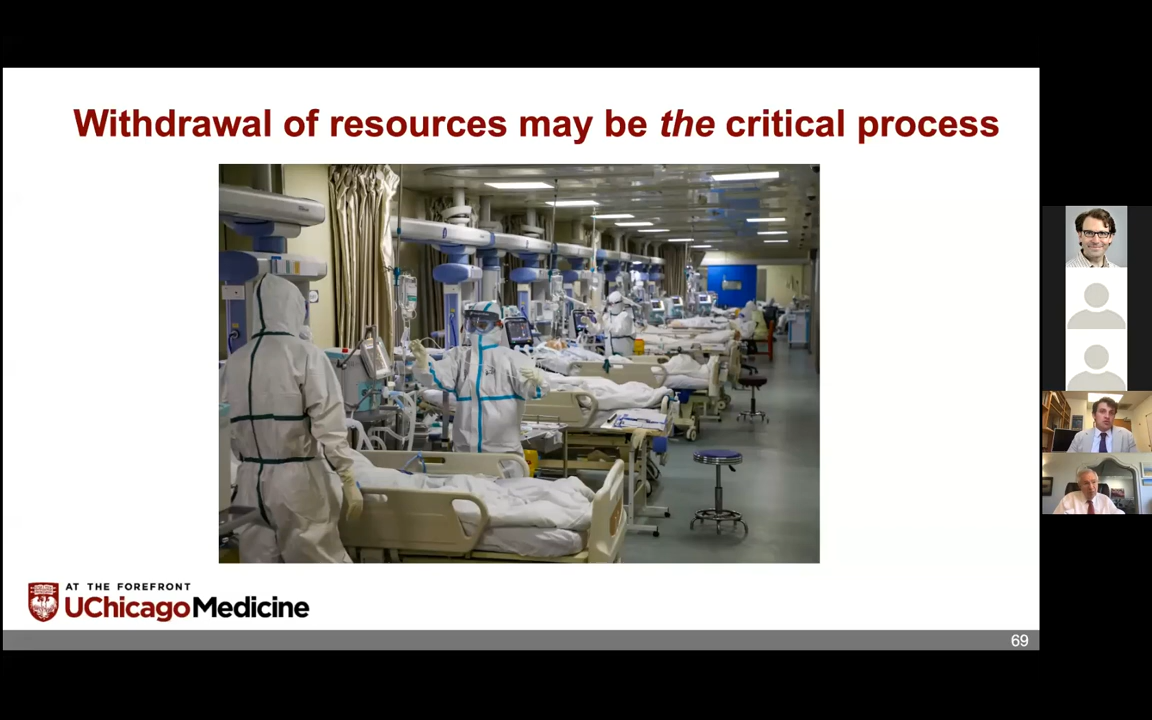 Withdrawal of resources may be the critical process
AT THE FOREFRONT
UChicagoMedicine
69